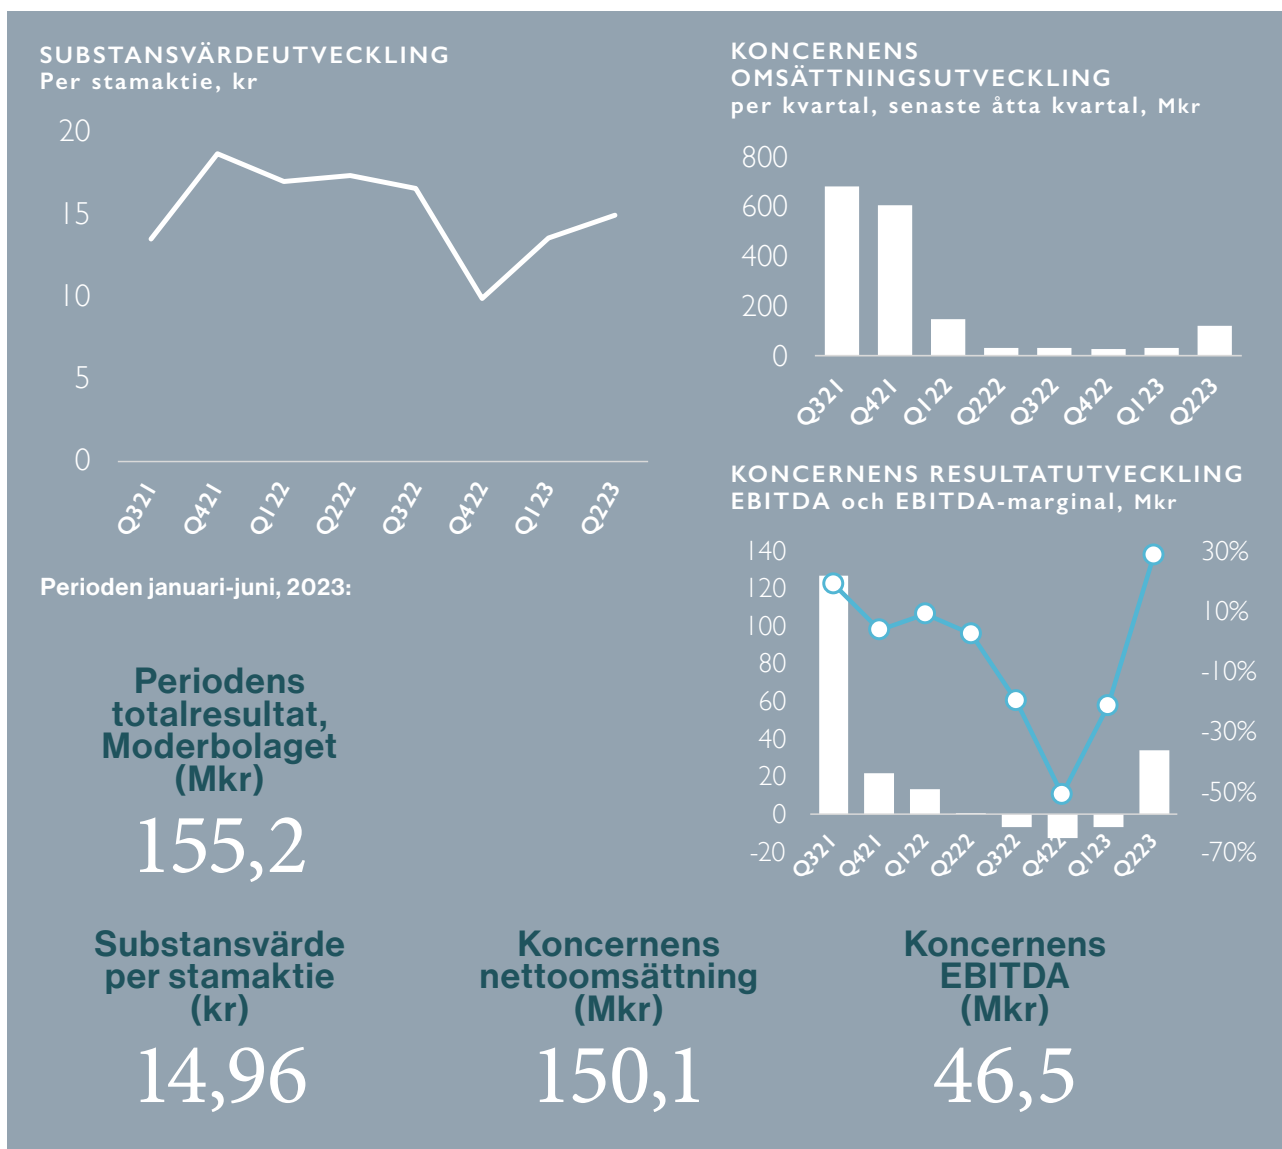 SUBSTANSVÄRDEUTVECKLING
Per stamaktie, kr
20
15
10
5
0
Q321
Q421
Q122
Q222
Q322
Q422
Q123
Q223
KONCERNENS
OMSÄTTNINGSUTVECKLING
per kvartal, senaste åtta kvartal, Mkr
800
600
400
200
0
Q321
Q421
Q122
Q222
Q322
Q422
Q123
Q223
KONCERNENS RESULTATUTVECKLING
EBITDA och EBITDA-marginal, Mkr
140
120
100
80
60
40
20
0
-20
30%
10%
-10%
-30%
-50%
-70%
Q321
Q421
Q122
Q222
Q322
Q422
Q123
Q223
Perioden januari-juni, 2023:
Periodens
totalresultat,
Moderbolaget
(Mkr)
155,2
Substansvärde
per stamaktie
(kr)
14,96
Koncernens
nettoomsättning
(Mkr)
150,1
Koncernens
EBITDA
(Mkr)
46,5